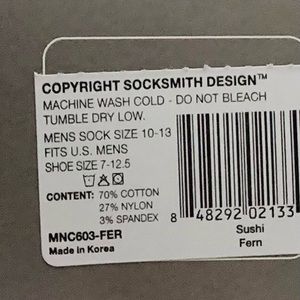 COPYRIGHT SOCKSMITH DESIGN™
MACHINE WASH COLD - DO NOT BLEACH
TUMBLE DRY LOW.
MENS SOCK SIZE 10-13
FITS U.S. MENS
SHOE SIZE 7-12.5
CONTENT: 70% COTTON
27% NYLON
3% SPANDEX
MNC603-FER
Made in Korea
8 48292 02133
Sushi
Fern